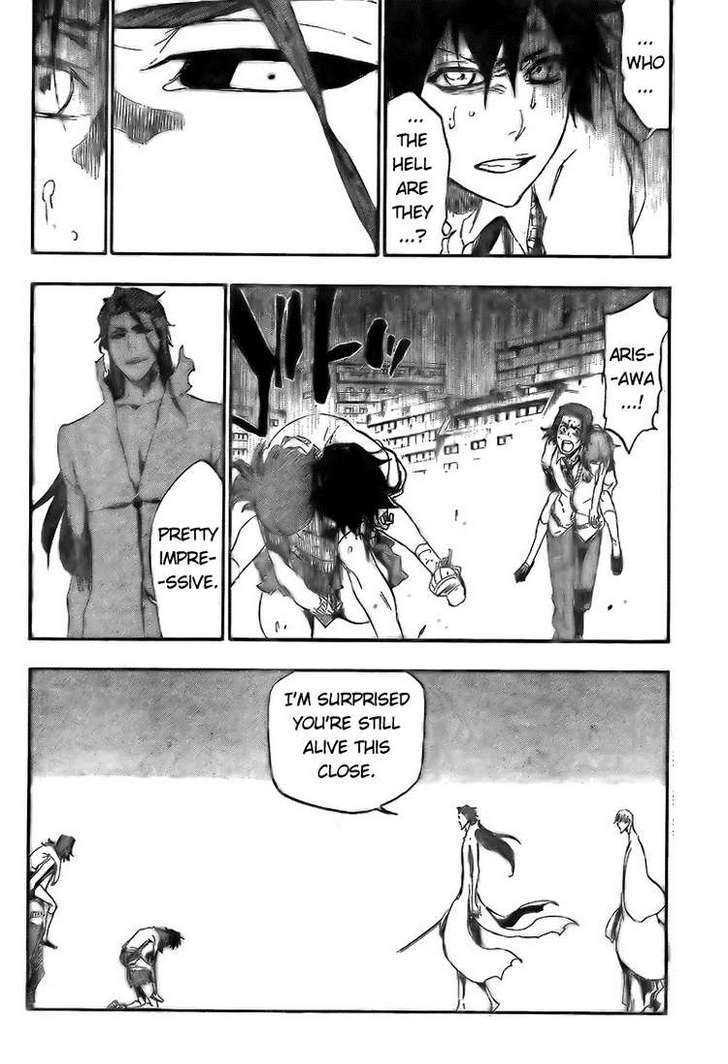 ...
WHO
...
...
THE
HELL
ARE
THEY
...?
ARIS-
-AWA
...!
PRETTY
IMPRE-
-SSIVE.
I'M SURPRISED
YOU'RE STILL
ALIVE THIS
CLOSE.